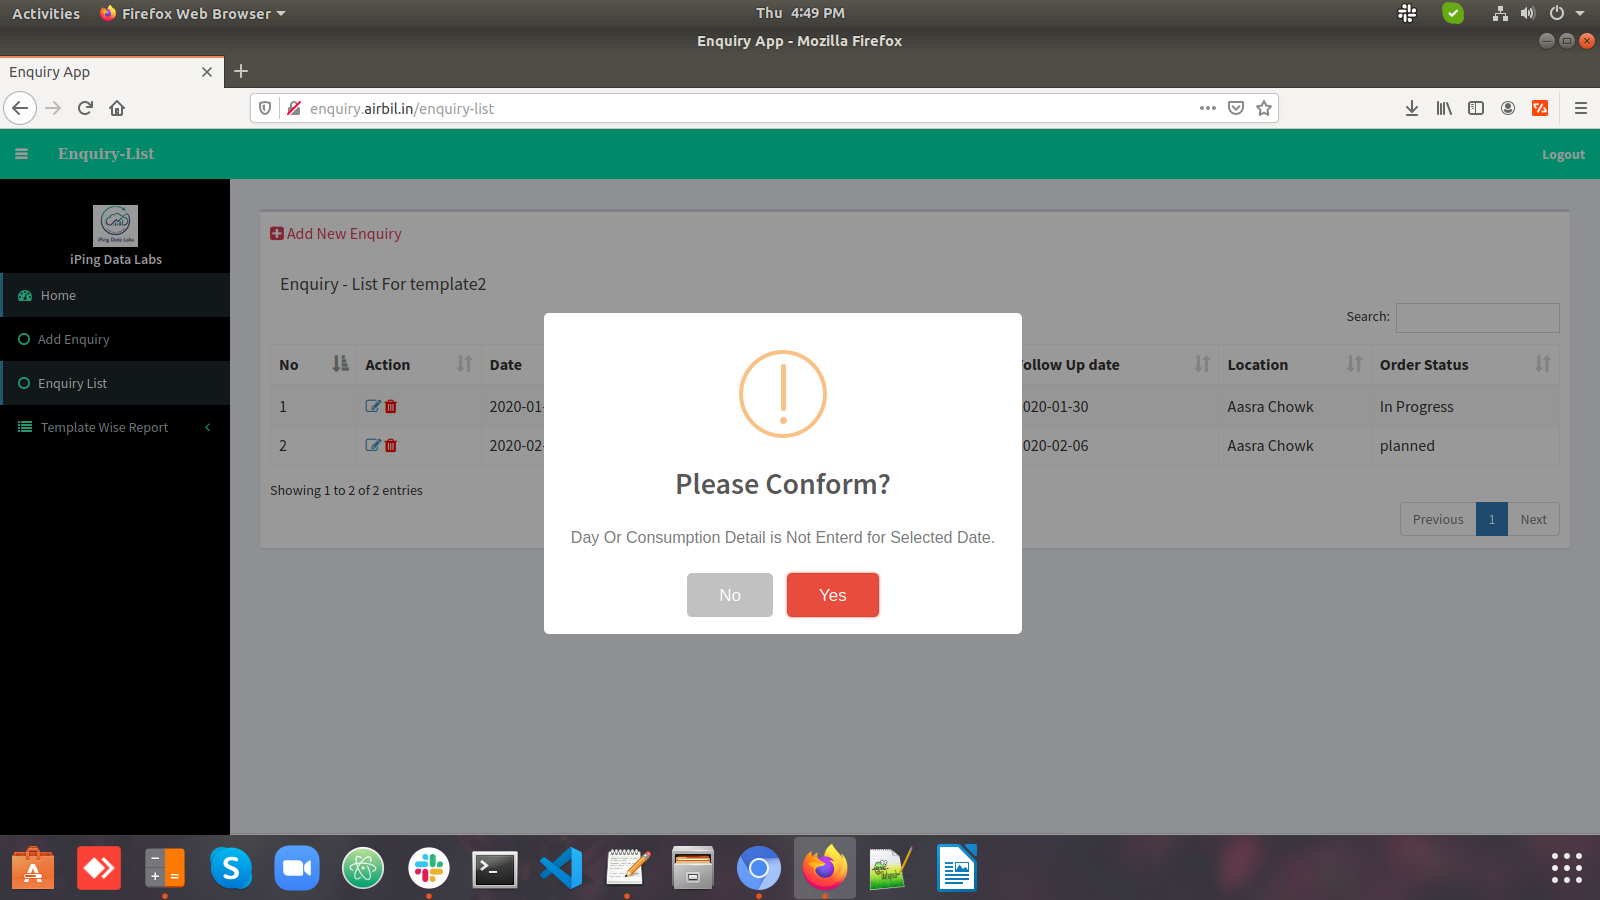 Activities Firefox Web Browser Thu 4:49 PM
Enquiry App - Mozilla Firefox
Enquiry App
enquiry.airbil.in/enquiry-list
Enquiry-List Logout
iPing Data Labs
iPing Data Labs
Home
Add Enquiry
Enquiry List
Template Wise Report
Add New Enquiry
Enquiry - List For template2
Search:
No Action Date ollow Up date Location Order Status
1 2020-01- 020-01-30 Aasra Chowk In Progress
2 2020-02- 020-02-06 Aasra Chowk planned
Showing 1 to 2 of 2 entries
Previous 1 Next
Please Conform?
Day Or Consumption Detail is Not Enterd for Selected Date.
No Yes